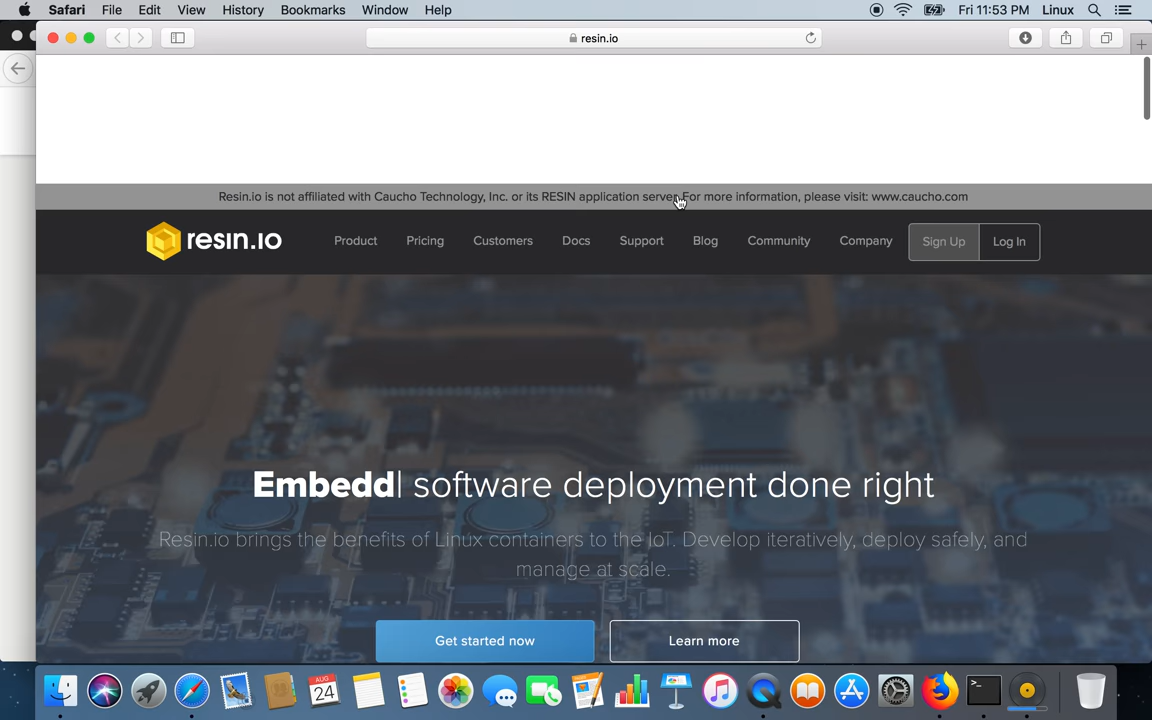 Safari File Edit View History Bookmarks Window Help Fri 11:53 PM Linux
resin.io
Resin.io is not affiliated with Caucho Technology, Inc. or its RESIN application server. For more information, please visit: www.caucho.com
resin.io Product Pricing Customers Docs Support Blog Community Company Sign Up Log In
Embedd| software deployment done right
Resin.io brings the benefits of Linux containers to the IoT. Develop iteratively, deploy safely, and
manage at scale.
Get started now Learn more
AUG
24